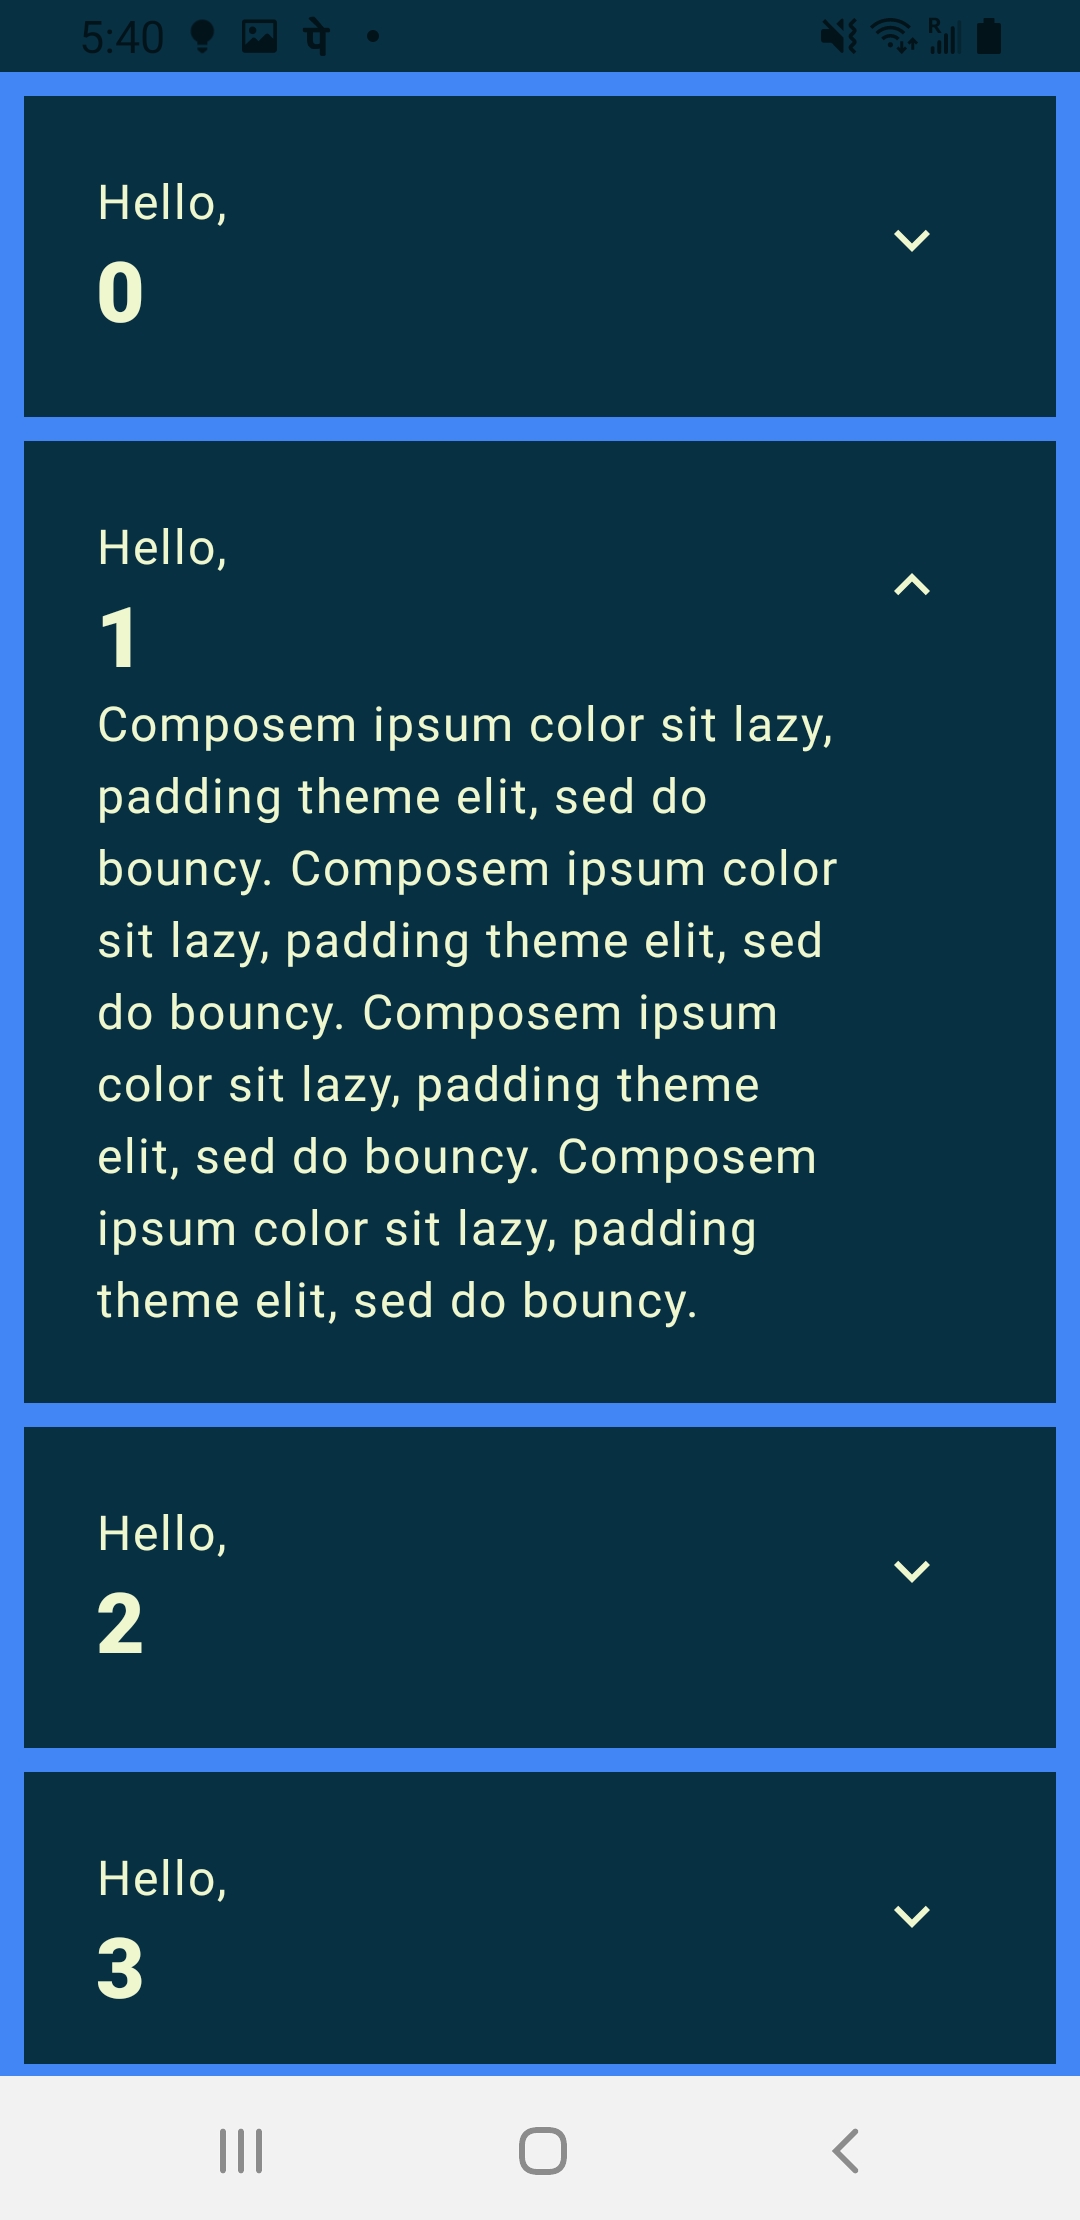 5:40 पे R
Hello,
0
Hello,
1
Composem ipsum color sit lazy,
padding theme elit, sed do
bouncy. Composem ipsum color
sit lazy, padding theme elit, sed
do bouncy. Composem ipsum
color sit lazy, padding theme
elit, sed do bouncy. Composem
ipsum color sit lazy, padding
theme elit, sed do bouncy.
Hello,
2
Hello,
3